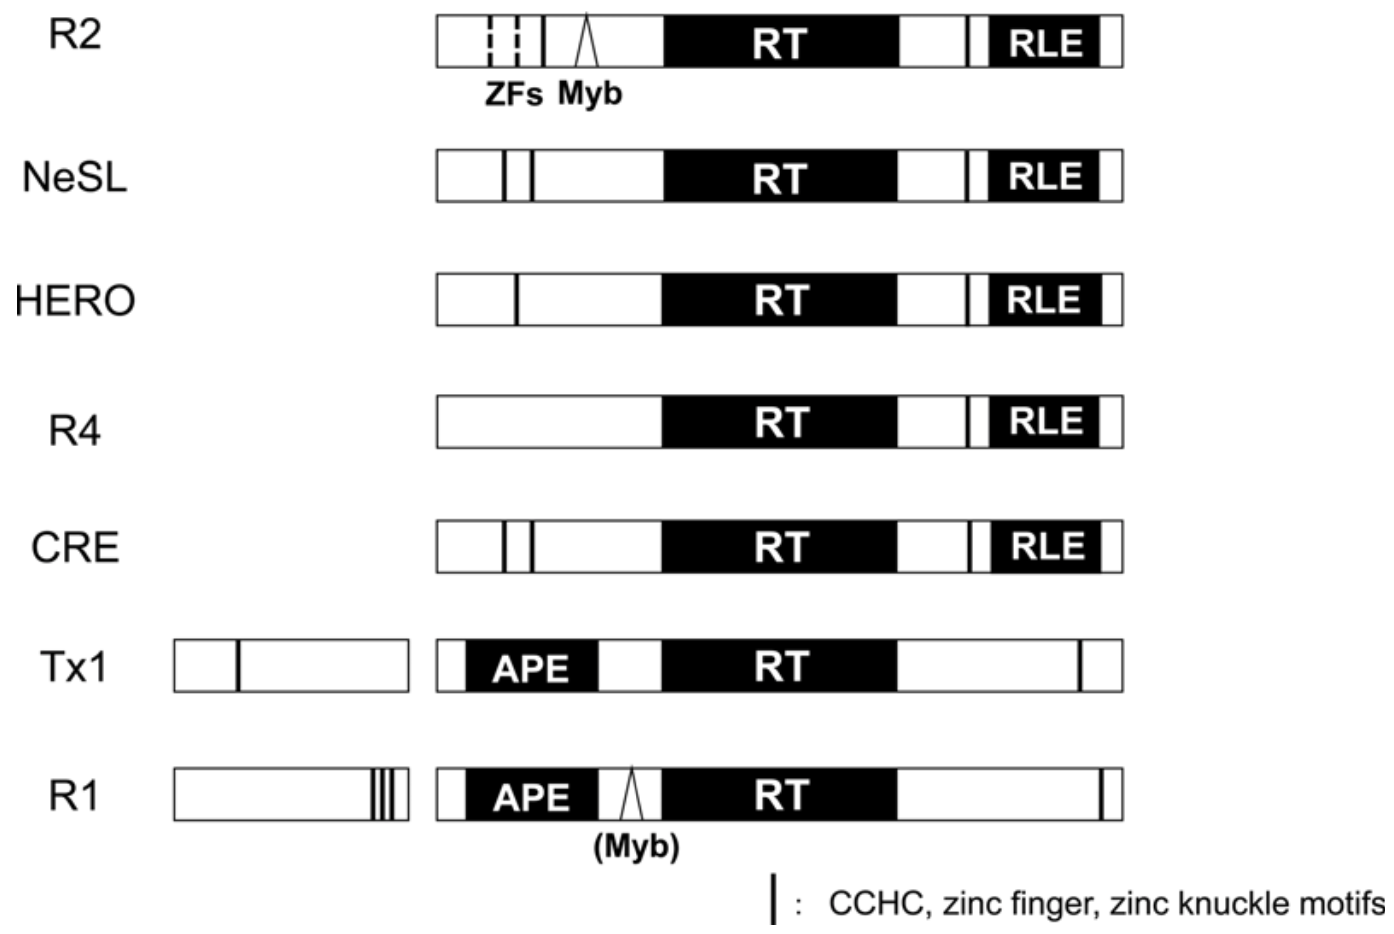 R2 RT RLE
ZFs Myb
NeSL RT RLE
HERO RT RLE
R4 RT RLE
CRE RT RLE
Tx1 APE RT
R1 APE RT
(Myb)
: CCHC, zinc finger, zinc knuckle motifs